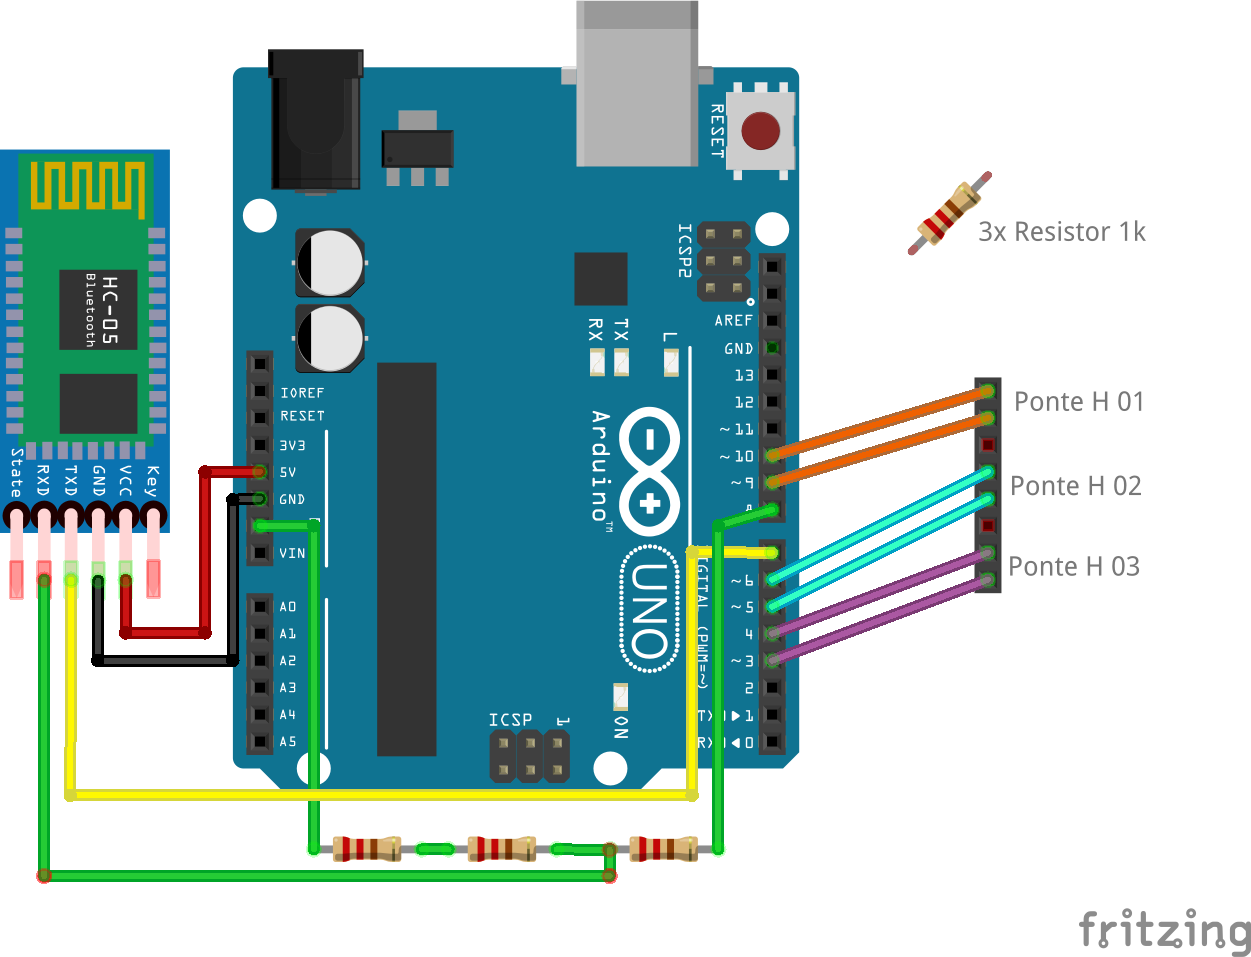 RESET
HC-05
Bluetooth
State
RXD
TXD
GND
VCC
Key
ICSP2
RX
TX
L
AREF
GND
13
12
~11
~10
~9
8
IOREF
RESET
3V3
5V
GND
VIN
A0
A1
A2
A3
A4
A5
Arduino™
UNO
~6
~5
4
~3
2
TX▶1
RX◀0
(PWM=~)
ICSP
1
ON
3x Resistor 1k
Ponte H 01
Ponte H 02
Ponte H 03
fritzing